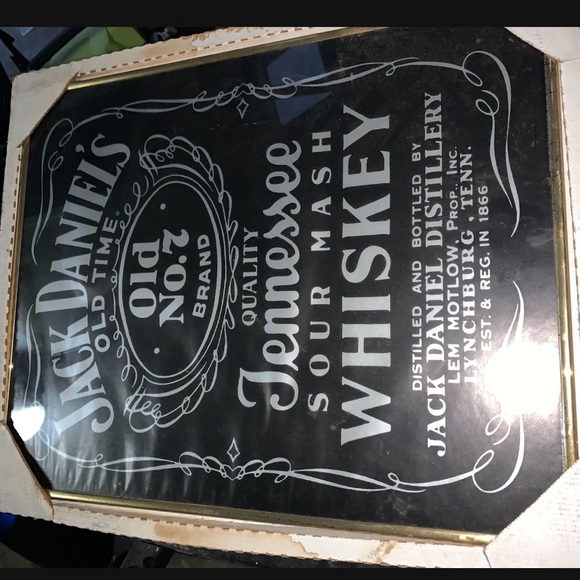 JACK DANIEL'S
OLD TIME
Old
No.7
BRAND
QUALITY
Tennessee
SOUR MASH
WHISKEY
DISTILLED AND BOTTLED BY
JACK DANIEL DISTILLERY
LEM MOTLOW, PROP., INC.
LYNCHBURG, TENN.
EST. & REG. IN 1866